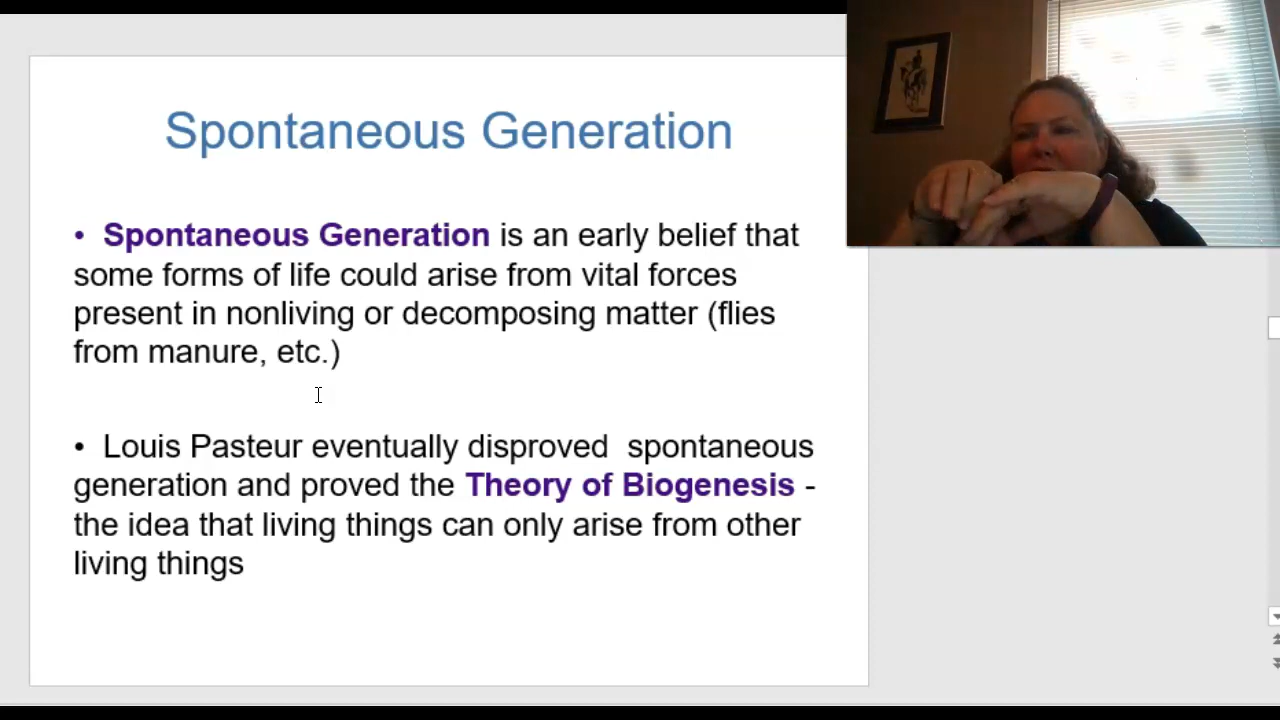 Spontaneous Generation
• Spontaneous Generation is an early belief that
some forms of life could arise from vital forces
present in nonliving or decomposing matter (flies
from manure, etc.)
• Louis Pasteur eventually disproved  spontaneous
generation and proved the Theory of Biogenesis -
the idea that living things can only arise from other
living things